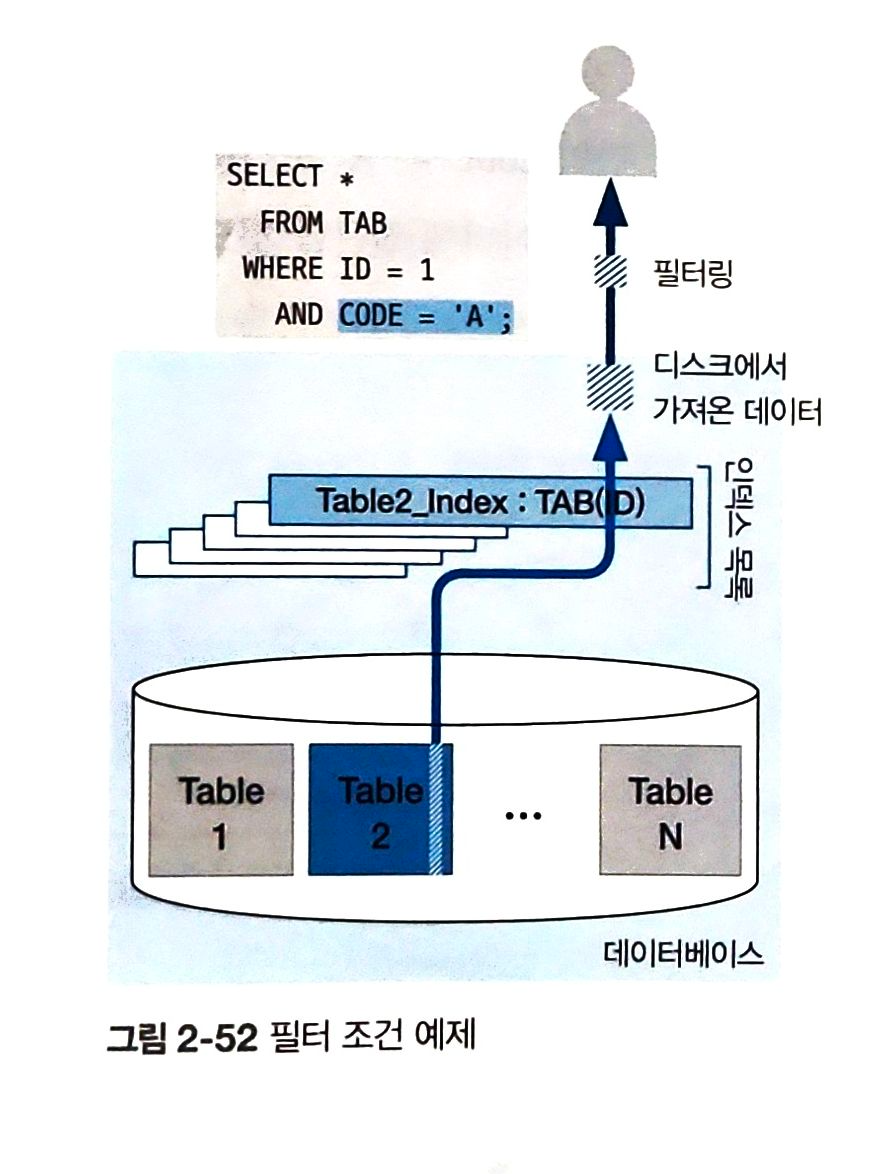 SELECT *
FROM TAB
WHERE ID = 1
AND CODE = 'A';
필터링
디스크에서
가져온 데이터
Table2_Index : TAB(ID)
인덱스 목록
Table
1
Table
2
...
Table
N
데이터베이스
그림 2-52 필터 조건 예제